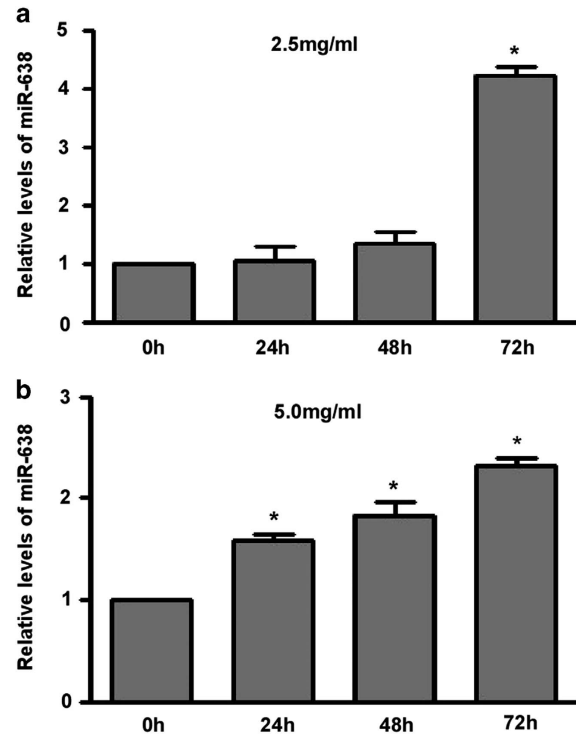 a
2.5mg/ml
Relative levels of miR-638
5
4
3
2
1
0
*
0h 24h 48h 72h
b
5.0mg/ml
Relative levels of miR-638
3
2
1
0
* * *
0h 24h 48h 72h